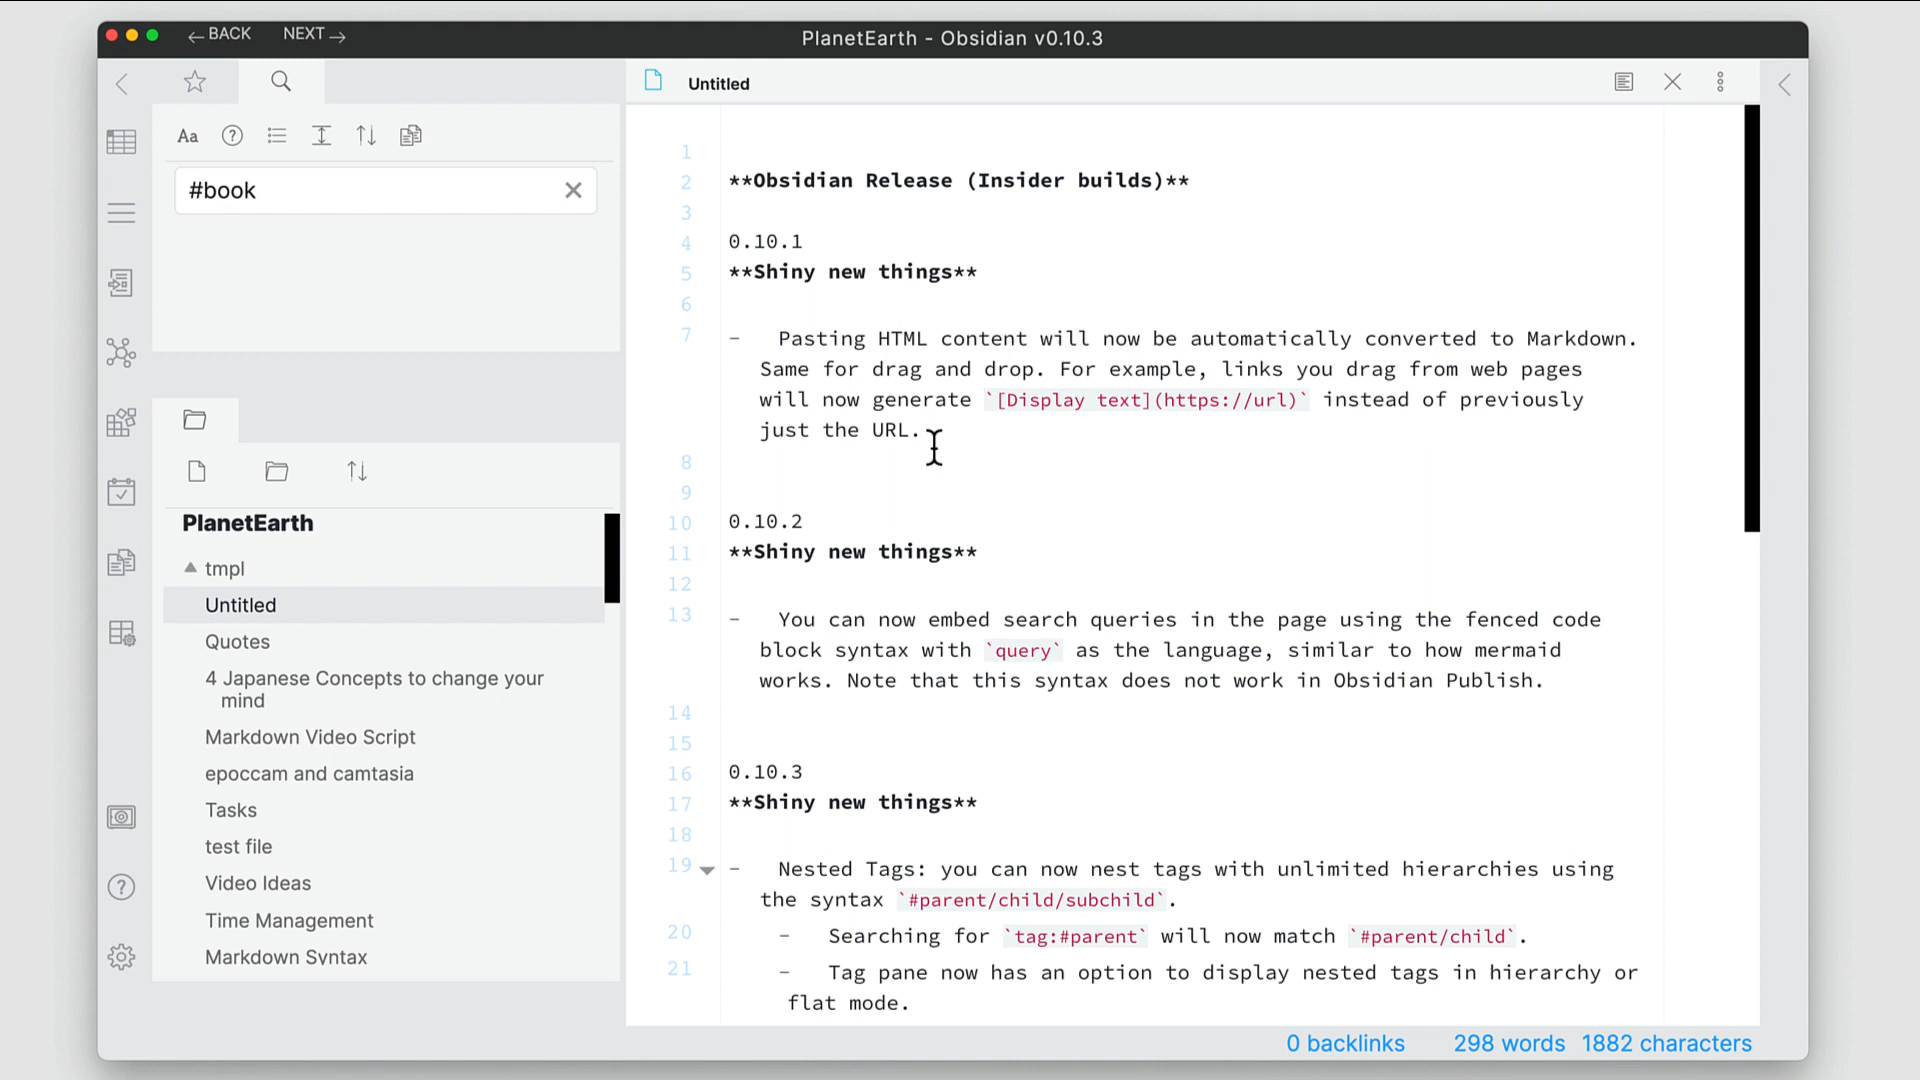 BACK NEXT PlanetEarth - Obsidian v0.10.3
Aa
#book
PlanetEarth
tmpl
Untitled
Quotes
4 Japanese Concepts to change your
mind
Markdown Video Script
epoccam and camtasia
Tasks
test file
Video Ideas
Time Management
Markdown Syntax
Untitled
1
2 **Obsidian Release (Insider builds)**
3
4 0.10.1
5 **Shiny new things**
6
7 - Pasting HTML content will now be automatically converted to Markdown.
Same for drag and drop. For example, links you drag from web pages
will now generate `[Display text](https://url)` instead of previously
just the URL.
8
9
10 0.10.2
11 **Shiny new things**
12
13 - You can now embed search queries in the page using the fenced code
block syntax with `query` as the language, similar to how mermaid
works. Note that this syntax does not work in Obsidian Publish.
14
15
16 0.10.3
17 **Shiny new things**
18
19 - Nested Tags: you can now nest tags with unlimited hierarchies using
the syntax `#parent/child/subchild`.
20 - Searching for `tag:#parent` will now match `#parent/child`.
21 - Tag pane now has an option to display nested tags in hierarchy or
flat mode.
0 backlinks 298 words 1882 characters